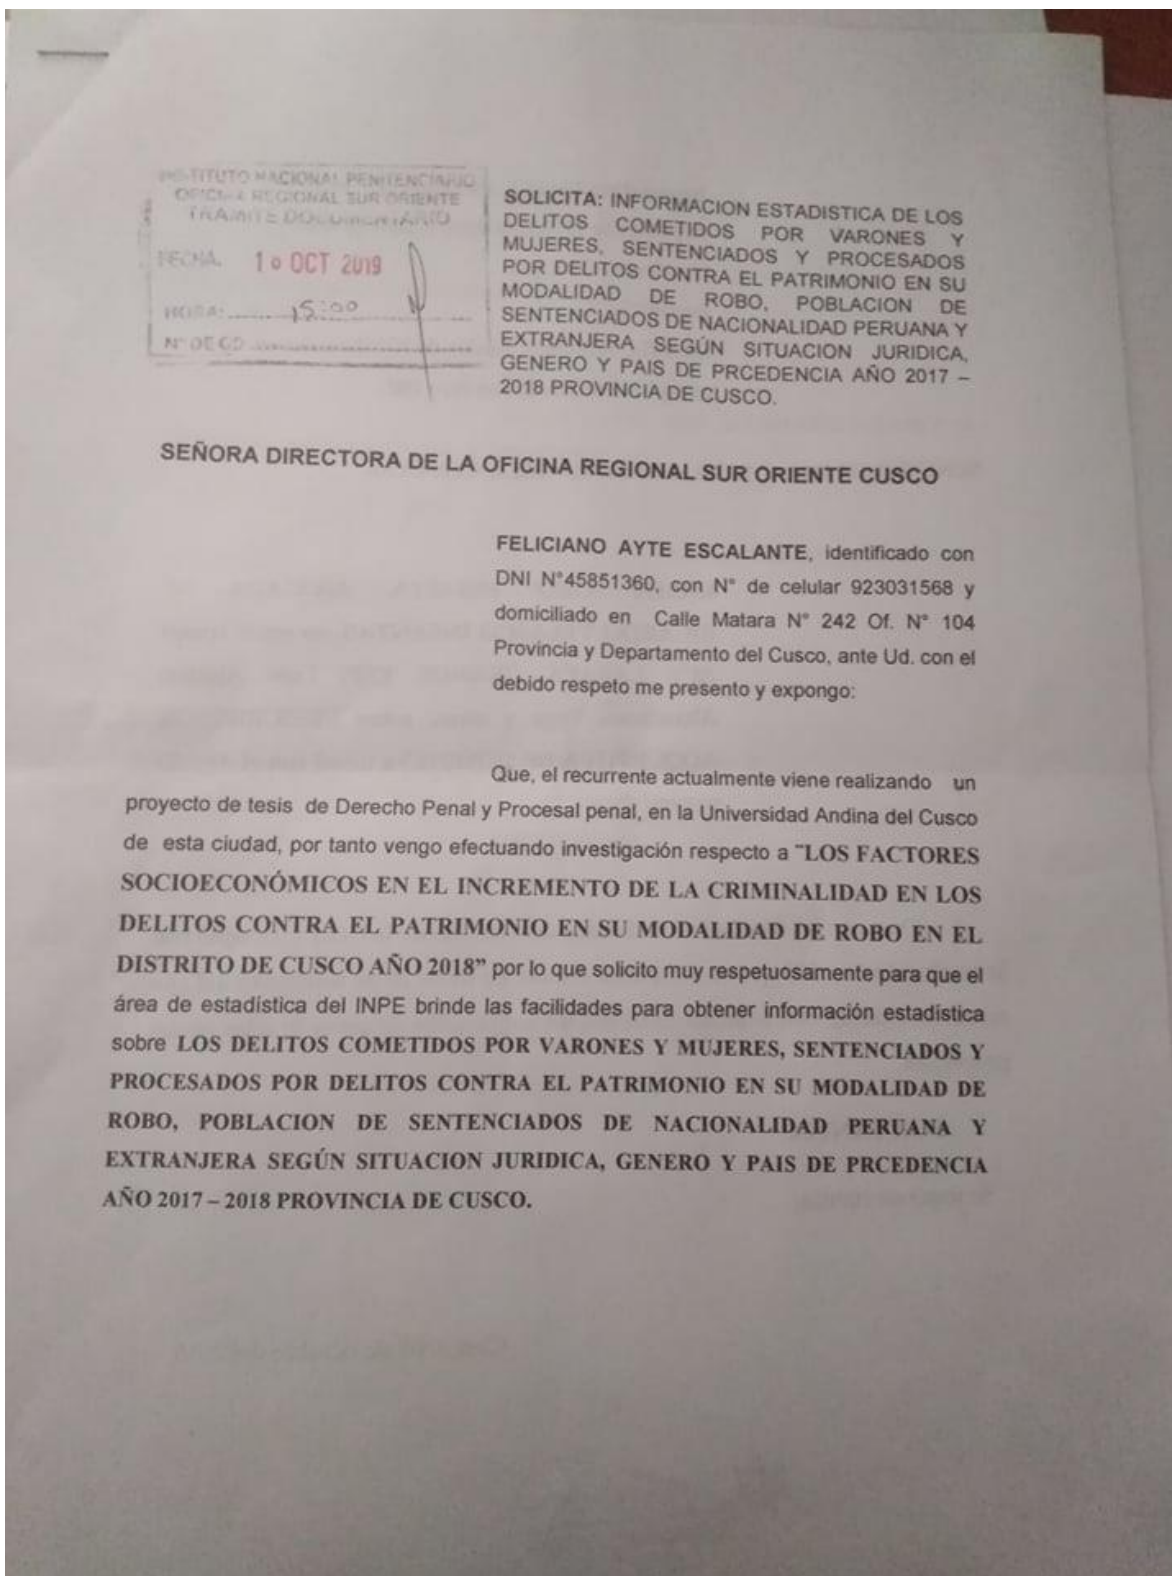 INSTITUTO NACIONAL PENITENCIARIO
OFICINA REGIONAL SUR ORIENTE
TRAMITE DOCUMENTARIO
FECHA. 10 OCT 2019
HORA: 15:00
N° DE GD
SOLICITA: INFORMACION ESTADISTICA DE LOS
DELITOS COMETIDOS POR VARONES Y
MUJERES, SENTENCIADOS Y PROCESADOS
POR DELITOS CONTRA EL PATRIMONIO EN SU
MODALIDAD DE ROBO, POBLACION DE
SENTENCIADOS DE NACIONALIDAD PERUANA Y
EXTRANJERA SEGÚN SITUACION JURIDICA,
GENERO Y PAIS DE PRCEDENCIA AÑO 2017 –
2018 PROVINCIA DE CUSCO.
SEÑORA DIRECTORA DE LA OFICINA REGIONAL SUR ORIENTE CUSCO
FELICIANO AYTE ESCALANTE, identificado con
DNI N°45851360, con N° de celular 923031568 y
domiciliado en Calle Matara N° 242 Of. N° 104
Provincia y Departamento del Cusco, ante Ud. con el
debido respeto me presento y expongo:
Que, el recurrente actualmente viene realizando un
proyecto de tesis de Derecho Penal y Procesal penal, en la Universidad Andina del Cusco
de esta ciudad, por tanto vengo efectuando investigación respecto a "LOS FACTORES
SOCIOECONÓMICOS EN EL INCREMENTO DE LA CRIMINALIDAD EN LOS
DELITOS CONTRA EL PATRIMONIO EN SU MODALIDAD DE ROBO EN EL
DISTRITO DE CUSCO AÑO 2018” por lo que solicito muy respetuosamente para que el
área de estadística del INPE brinde las facilidades para obtener información estadística
sobre LOS DELITOS COMETIDOS POR VARONES Y MUJERES, SENTENCIADOS Y
PROCESADOS POR DELITOS CONTRA EL PATRIMONIO EN SU MODALIDAD DE
ROBO, POBLACION DE SENTENCIADOS DE NACIONALIDAD PERUANA Y
EXTRANJERA SEGÚN SITUACION JURIDICA, GENERO Y PAIS DE PRCEDENCIA
AÑO 2017 – 2018 PROVINCIA DE CUSCO.